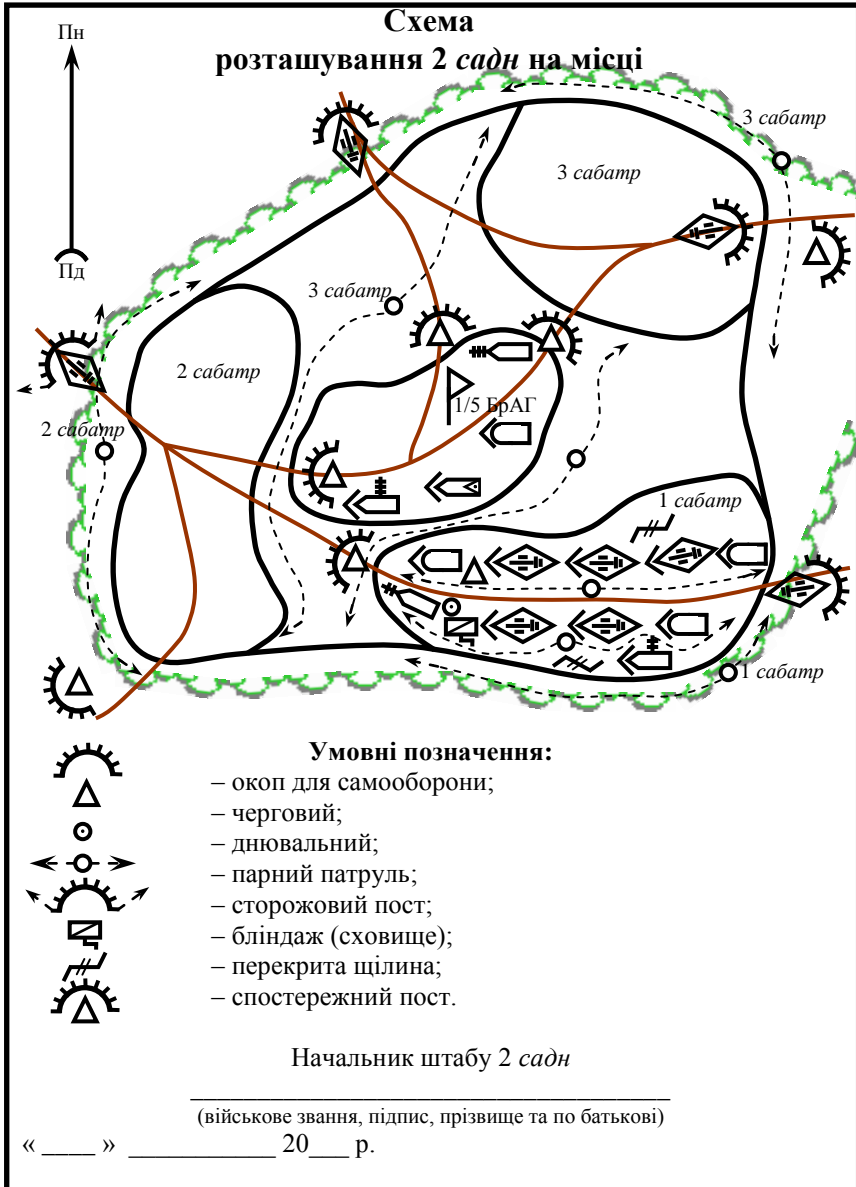 Схема
розташування 2 садн на місці
Пн
Пд
3 сабатр
3 сабатр
3 сабатр
2 сабатр
1/5 БрАГ
2 сабатр
1 сабатр
1 сабатр
Умовні позначення:
– окоп для самооборони;
– черговий;
– днювальний;
– парний патруль;
– сторожовий пост;
– бліндаж (сховище);
– перекрита щілина;
– спостережний пост.
Начальник штабу 2 садн
________________________________________
(військове звання, підпис, прізвище та по батькові)
« ____ » ____________ 20___ р.